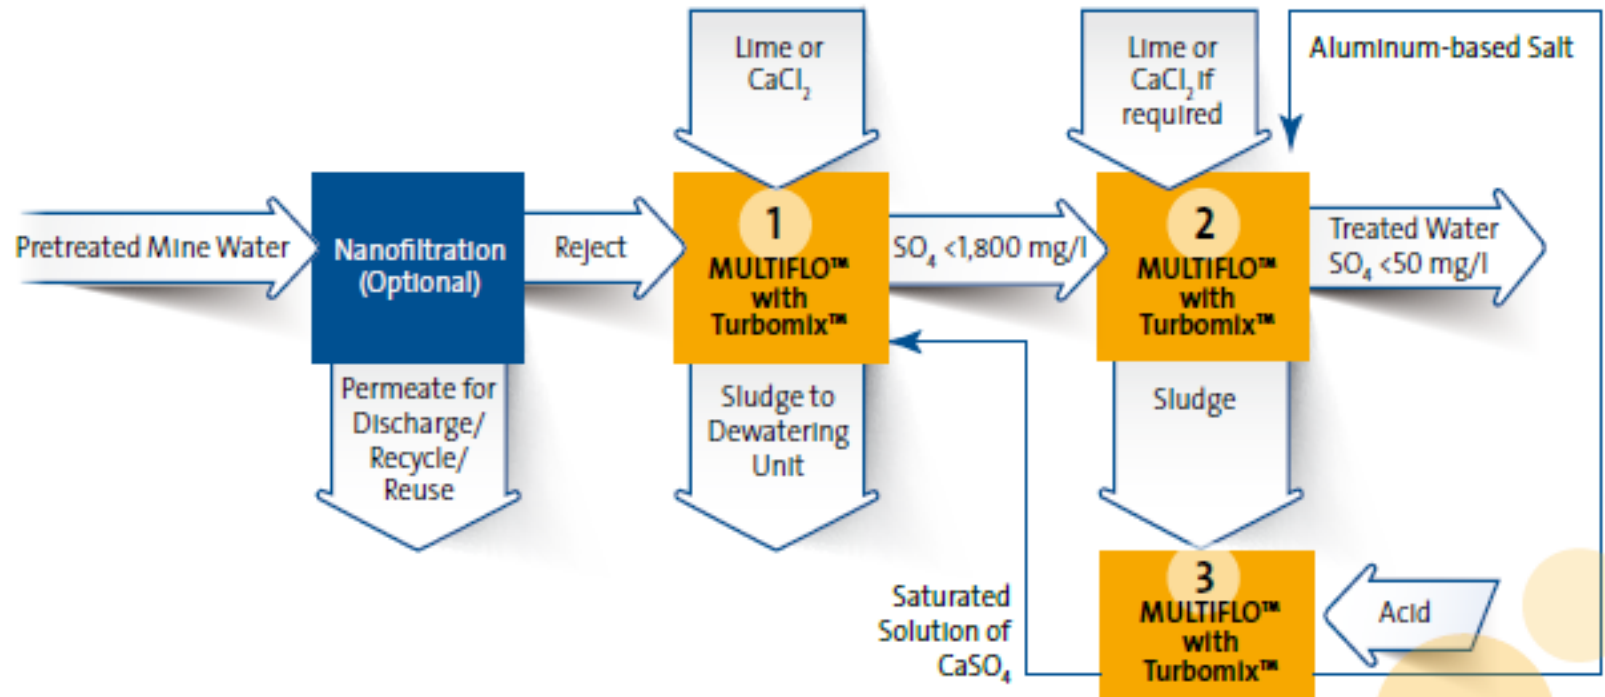 Lime or
CaCl₂
Lime or
CaCl₂ if
required
Aluminum-based Salt
Pretreated Mine Water
Nanofiltration
(Optional)
Reject
1
MULTIFLO™
with
Turbomix™
SO₄ <1,800 mg/l
2
MULTIFLO™
with
Turbomix™
Treated Water
SO₄ <50 mg/l
Permeate for
Discharge/
Recycle/
Reuse
Sludge to
Dewatering
Unit
Sludge
Saturated
Solution of
CaSO₄
3
MULTIFLO™
with
Turbomix™
Acid